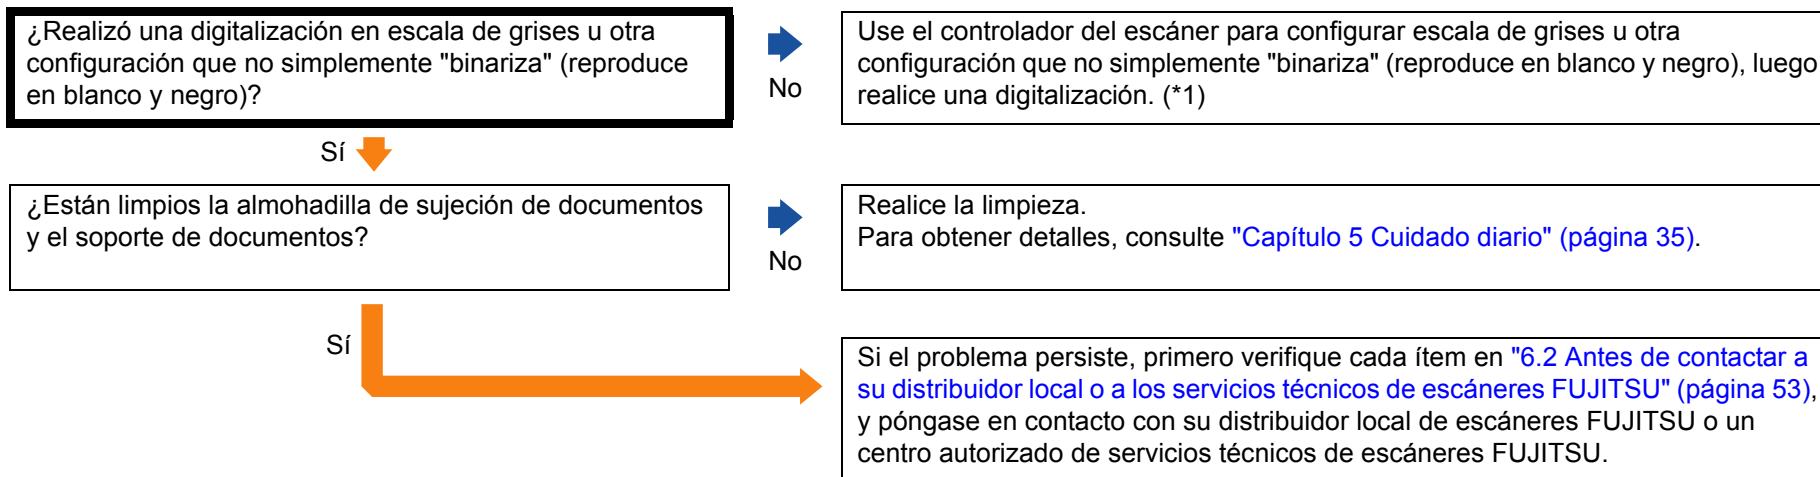 ¿Realizó una digitalización en escala de grises u otra
configuración que no simplemente "binariza" (reproduce
en blanco y negro)?
No
Use el controlador del escáner para configurar escala de grises u otra
configuración que no simplemente "binariza" (reproduce en blanco y negro), luego
realice una digitalización. (*1)
Sí
¿Están limpios la almohadilla de sujeción de documentos
y el soporte de documentos?
No
Realice la limpieza.
Para obtener detalles, consulte "Capítulo 5 Cuidado diario" (página 35).
Sí
Si el problema persiste, primero verifique cada ítem en "6.2 Antes de contactar a
su distribuidor local o a los servicios técnicos de escáneres FUJITSU" (página 53),
y póngase en contacto con su distribuidor local de escáneres FUJITSU o un
centro autorizado de servicios técnicos de escáneres FUJITSU.